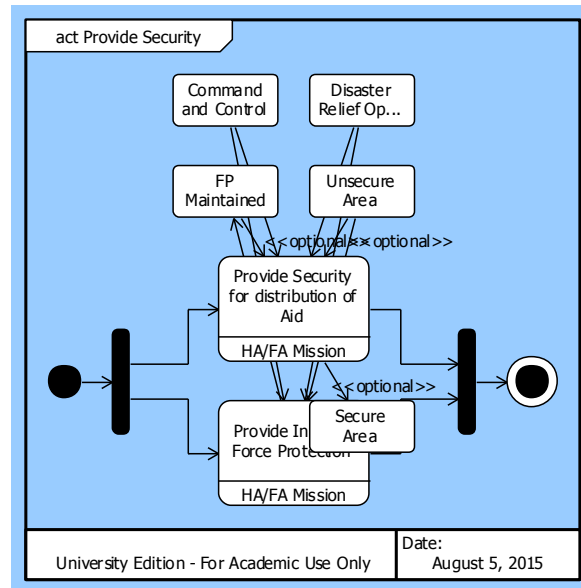 act Provide Security
Command
and Control
Disaster
Relief Op...
FP
Maintained
Unsecure
Area
<<optional>>
<<optional>>
Provide Security
for distribution of
Aid
HA/FA Mission
<<optional>>
Provide In
Force Protection
Secure
Area
HA/FA Mission
University Edition - For Academic Use Only
Date:
August 5, 2015